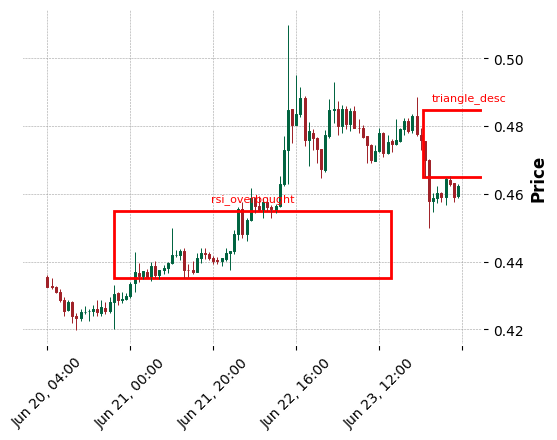 0.50
triangle_desc
0.48
Price
0.46
rsi_overbought
0.44
0.42
Jun 20, 04:00
Jun 21, 00:00
Jun 21, 20:00
Jun 22, 16:00
Jun 23, 12:00